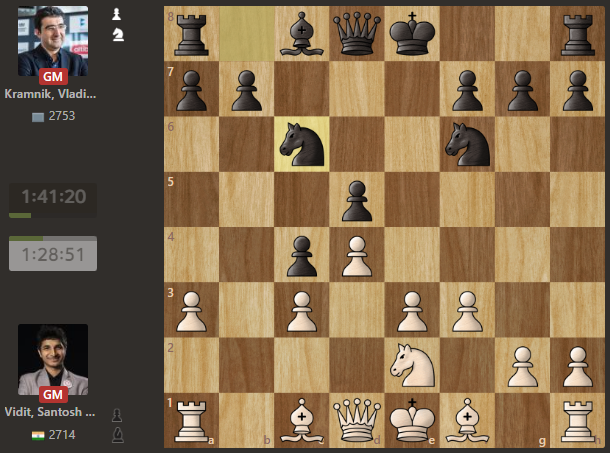 GM
Kramnik, Vladi...
2753
1:41:20
1:28:51
GM
Vidit, Santosh ...
2714
8
7
6
5
4
3
2
1
a
b
c
d
e
f
g
h